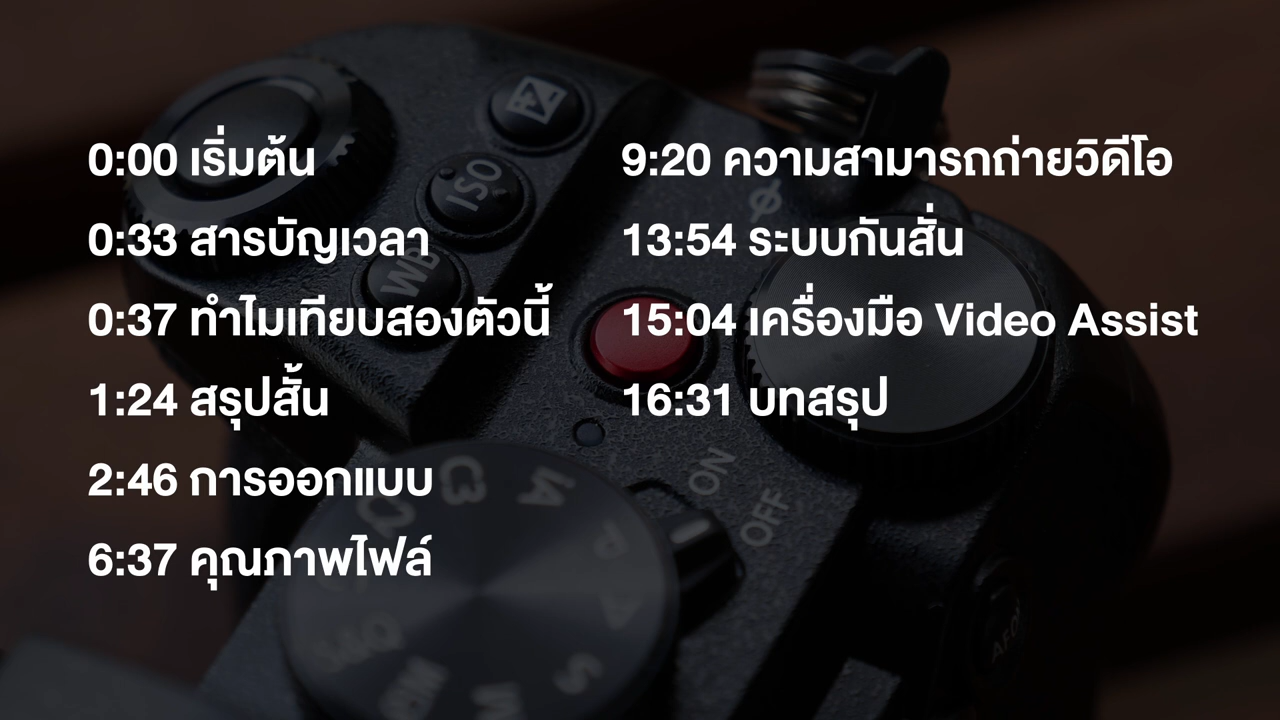 0:00 เริ่มต้น
0:33 สารบัญเวลา
0:37 ทำไมเทียบสองตัวนี้
1:24 สรุปสั้น
2:46 การออกแบบ
6:37 คุณภาพไฟล์
9:20 ความสามารถถ่ายวิดีโอ
13:54 ระบบกันสั่น
15:04 เครื่องมือ Video Assist
16:31 บทสรุป
ISO
WB
ON
OFF
C3
iA
P
A
S
M